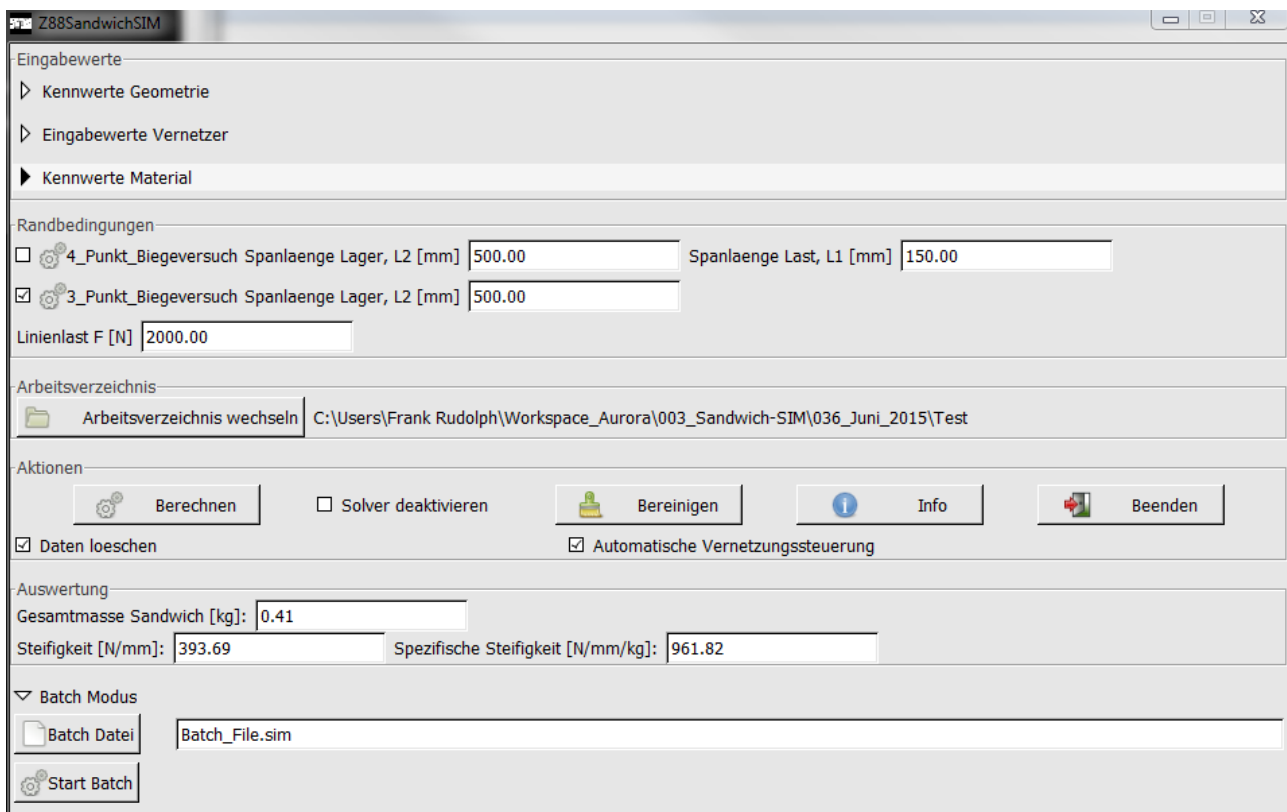 Z88SandwichSIM
Eingabewerte
Kennwerte Geometrie
Eingabewerte Vernetzer
Kennwerte Material
Randbedingungen
4_Punkt_Biegeversuch Spanlaenge Lager, L2 [mm] 500.00 Spanlaenge Last, L1 [mm] 150.00
3_Punkt_Biegeversuch Spanlaenge Lager, L2 [mm] 500.00
Linienlast F [N] 2000.00
Arbeitsverzeichnis
Arbeitsverzeichnis wechseln C:\Users\Frank Rudolph\Workspace_Aurora\003_Sandwich-SIM\036_Juni_2015\Test
Aktionen
Berechnen Solver deaktivieren Bereinigen Info Beenden
Daten loeschen Automatische Vernetzungssteuerung
Auswertung
Gesamtmasse Sandwich [kg]: 0.41
Steifigkeit [N/mm]: 393.69 Spezifische Steifigkeit [N/mm/kg]: 961.82
Batch Modus
Batch Datei Batch_File.sim
Start Batch